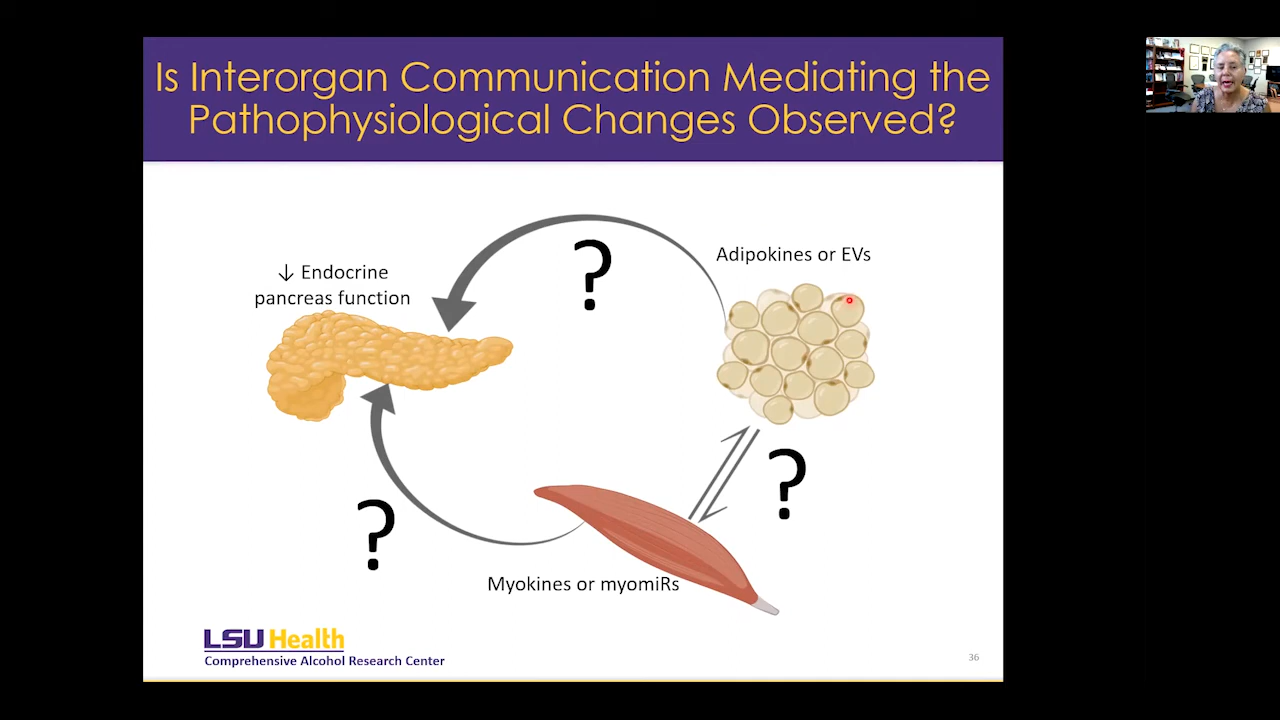 Is Interorgan Communication Mediating the
Pathophysiological Changes Observed?
?
Adipokines or EVs
↓ Endocrine
pancreas function
?
?
Myokines or myomiRs
LSU Health
Comprehensive Alcohol Research Center
36